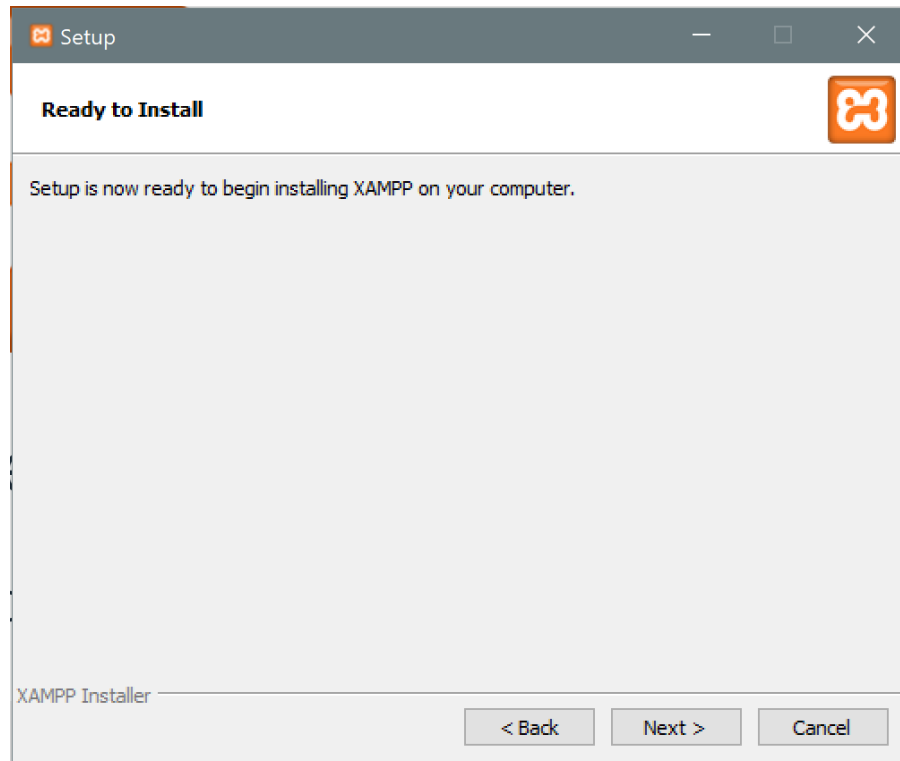 Setup
Ready to Install
Setup is now ready to begin installing XAMPP on your computer.
XAMPP Installer
< Back Next > Cancel